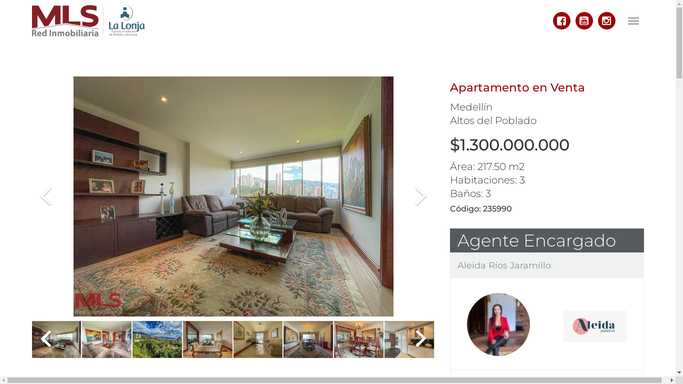 MLS
Red Inmobiliaria
La Lonja
Apartamento en Venta
Medellín
Altos del Poblado
$1.300.000.000
Área: 217.50 m2
Habitaciones: 3
Baños: 3
Código: 235990
Agente Encargado
Aleida Ríos Jaramillo
MLS
Aleida